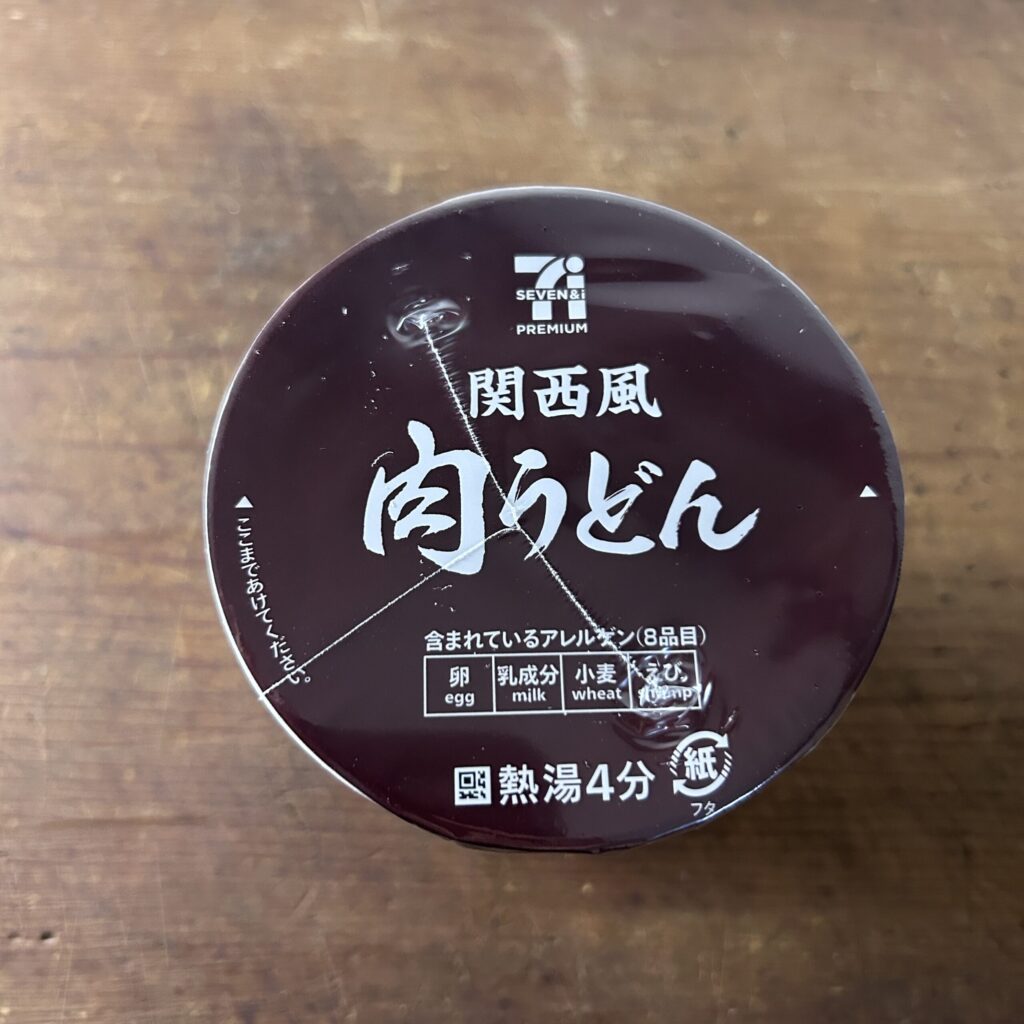 SEVEN&i
PREMIUM
関西風
肉うどん
ここまであけてください。
含まれているアレルゲン(8品目)
卵 乳成分 小麦 えび
egg milk wheat shrimp
熱湯4分
紙
フタ